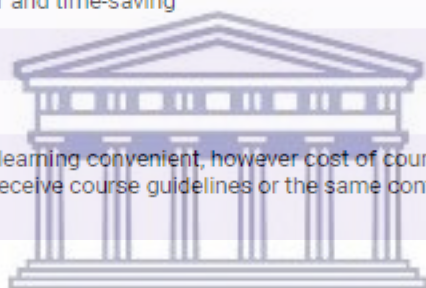 and time-saving
learning convenient, however cost of cour
eceive course guidelines or the same con